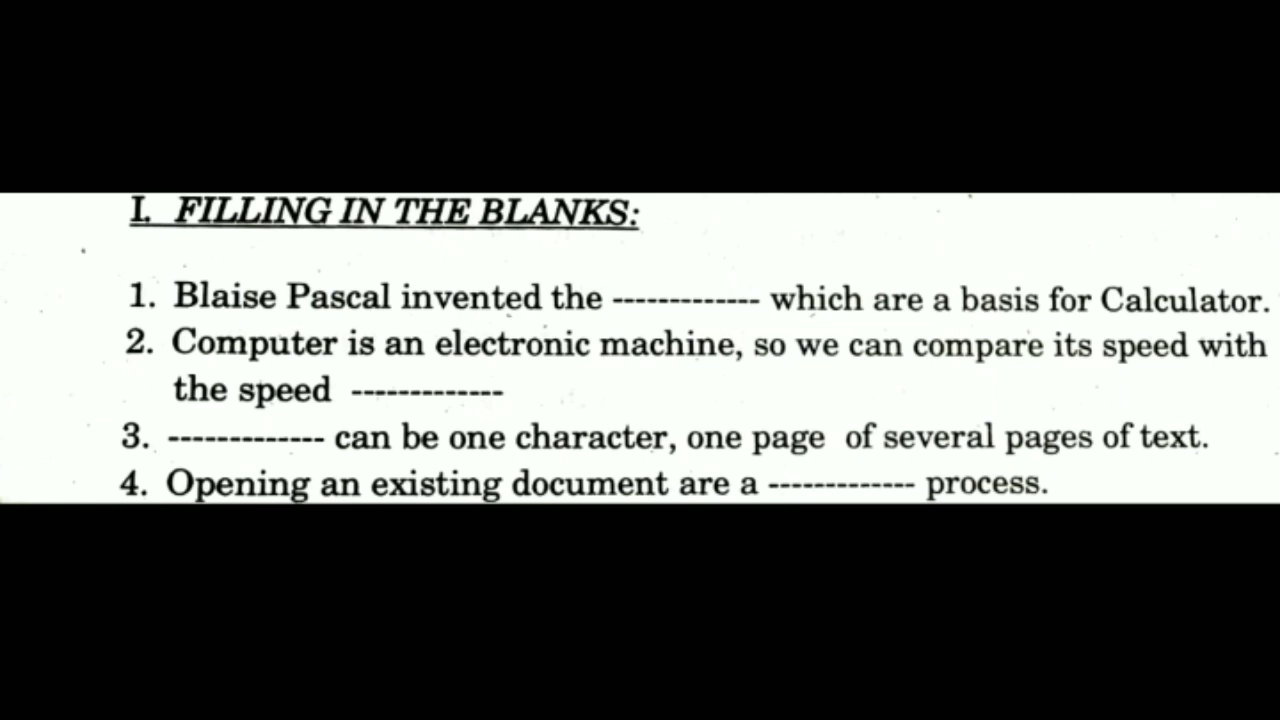 I. FILLING IN THE BLANKS:
1. Blaise Pascal invented the ------------- which are a basis for Calculator.
2. Computer is an electronic machine, so we can compare its speed with
the speed -------------
3. ------------- can be one character, one page of several pages of text.
4. Opening an existing document are a ------------- process.